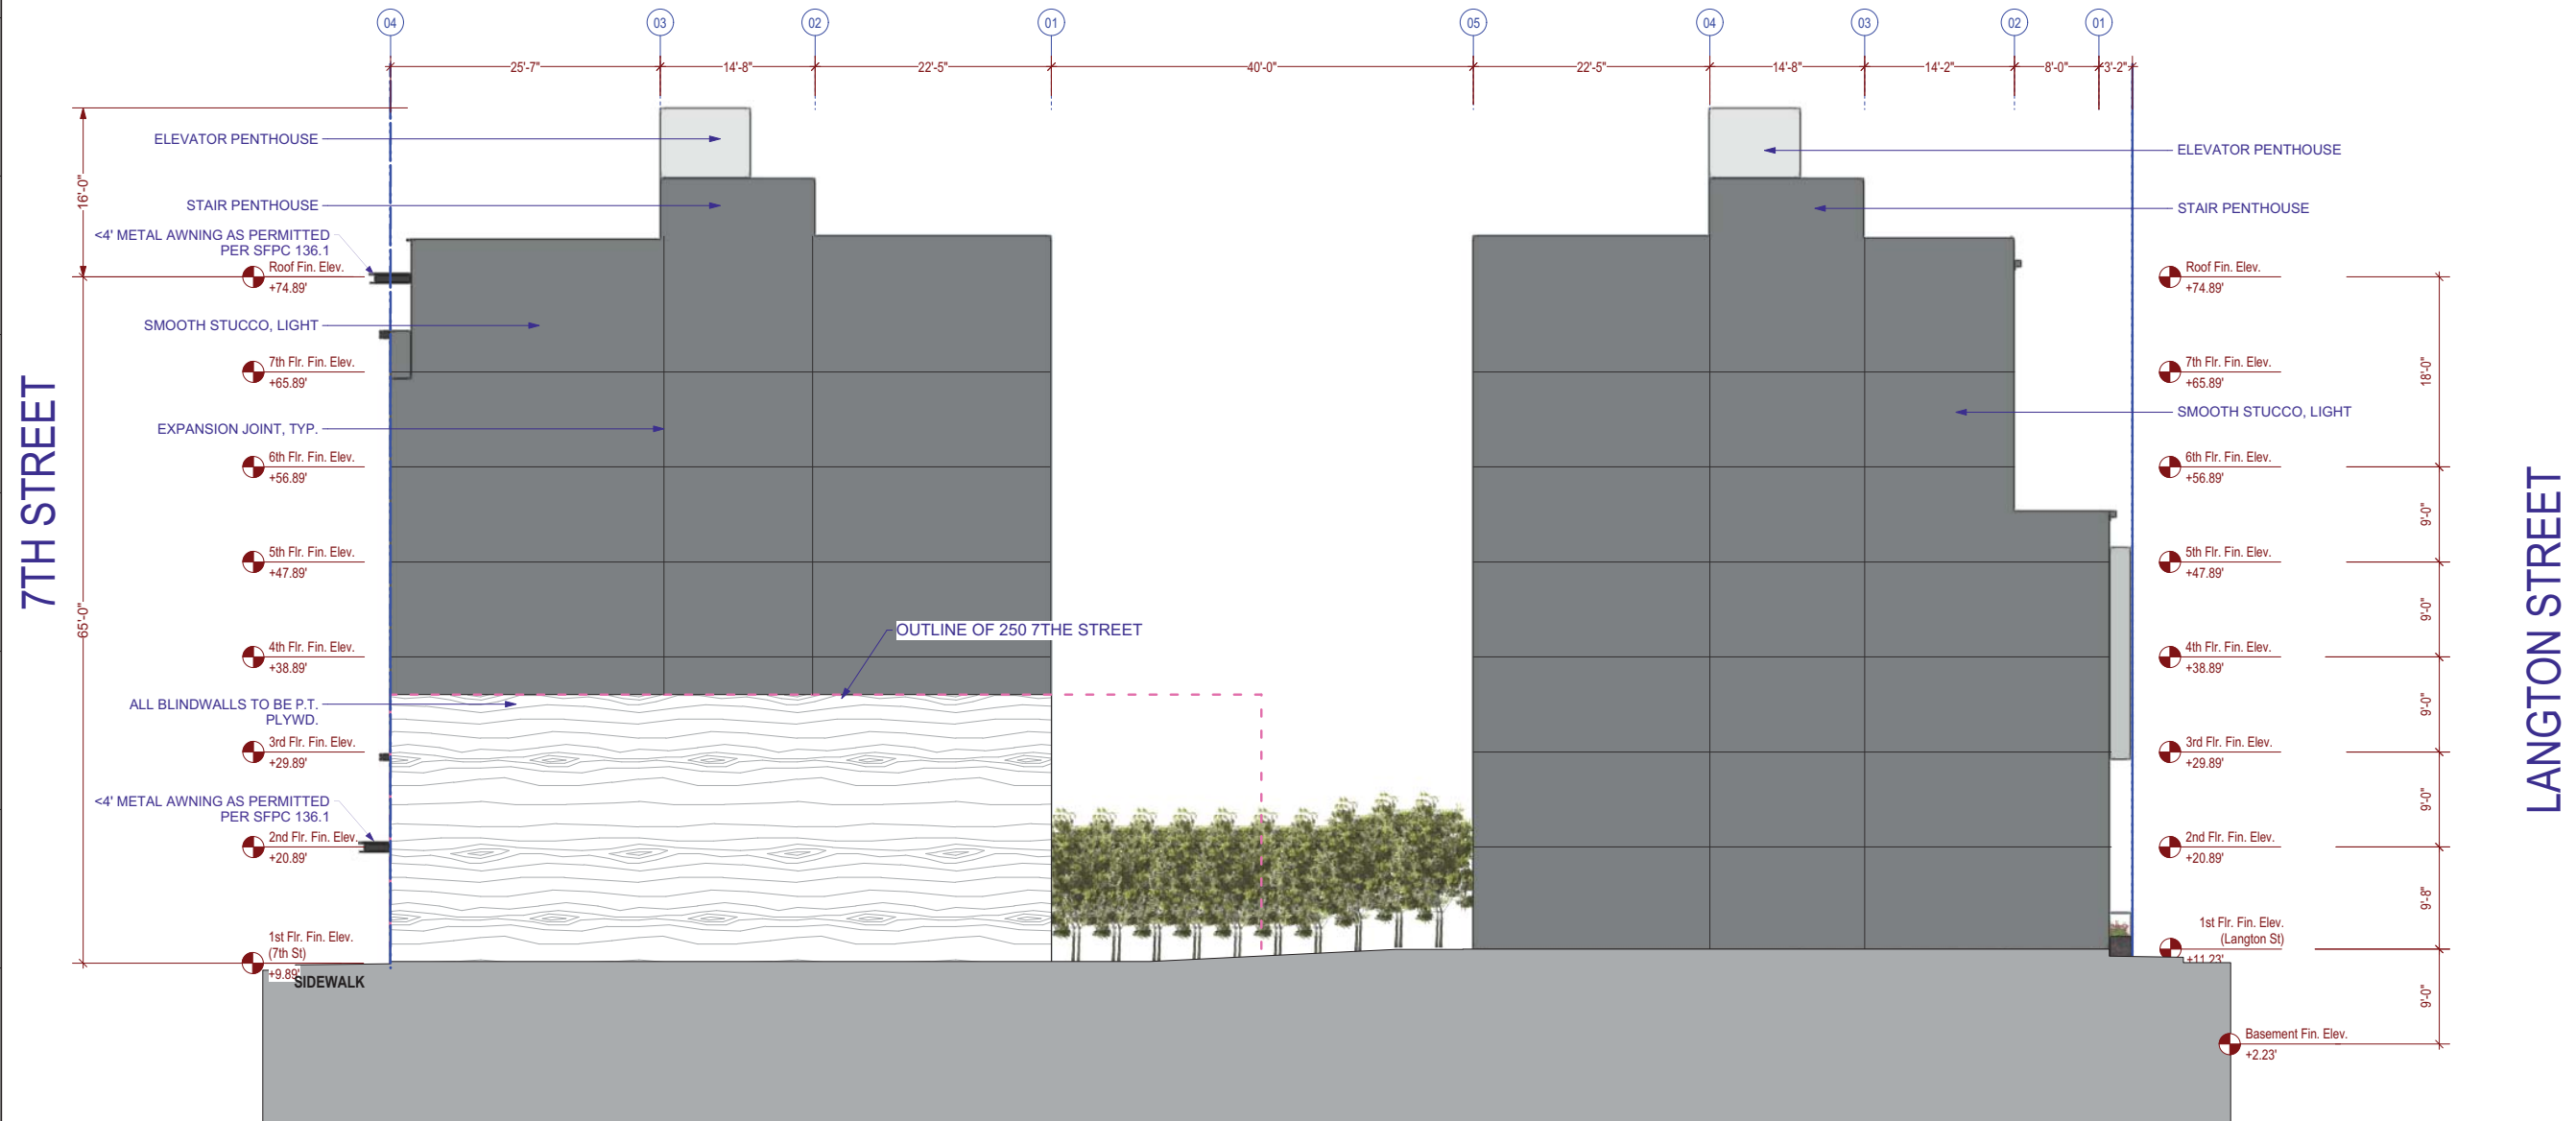 04
03
02
01
05
04
03
02
01
25'-7"
14'-8"
22'-5"
40'-0"
22'-5"
14'-8"
14'-2"
8'-0"
3'-2"
7TH STREET
16'-0"
65'-0"
ELEVATOR PENTHOUSE
STAIR PENTHOUSE
<4' METAL AWNING AS PERMITTED
PER SFPC 136.1
Roof Fin. Elev.
+74.89'
SMOOTH STUCCO, LIGHT
7th Flr. Fin. Elev.
+65.89'
EXPANSION JOINT, TYP.
6th Flr. Fin. Elev.
+56.89'
5th Flr. Fin. Elev.
+47.89'
4th Flr. Fin. Elev.
+38.89'
ALL BLINDWALLS TO BE P.T.
PLYWD.
3rd Flr. Fin. Elev.
+29.89'
<4' METAL AWNING AS PERMITTED
PER SFPC 136.1
2nd Flr. Fin. Elev.
+20.89'
1st Flr. Fin. Elev.
(7th St)
+9.89'
SIDEWALK
OUTLINE OF 250 7THE STREET
ELEVATOR PENTHOUSE
STAIR PENTHOUSE
Roof Fin. Elev.
+74.89'
7th Flr. Fin. Elev.
+65.89'
SMOOTH STUCCO, LIGHT
6th Flr. Fin. Elev.
+56.89'
5th Flr. Fin. Elev.
+47.89'
4th Flr. Fin. Elev.
+38.89'
3rd Flr. Fin. Elev.
+29.89'
2nd Flr. Fin. Elev.
+20.89'
1st Flr. Fin. Elev.
(Langton St)
+11.23'
Basement Fin. Elev.
+2.23'
18'-0"
9'-0"
9'-0"
9'-0"
9'-0"
9'-8"
9'-0"
LANGTON STREET